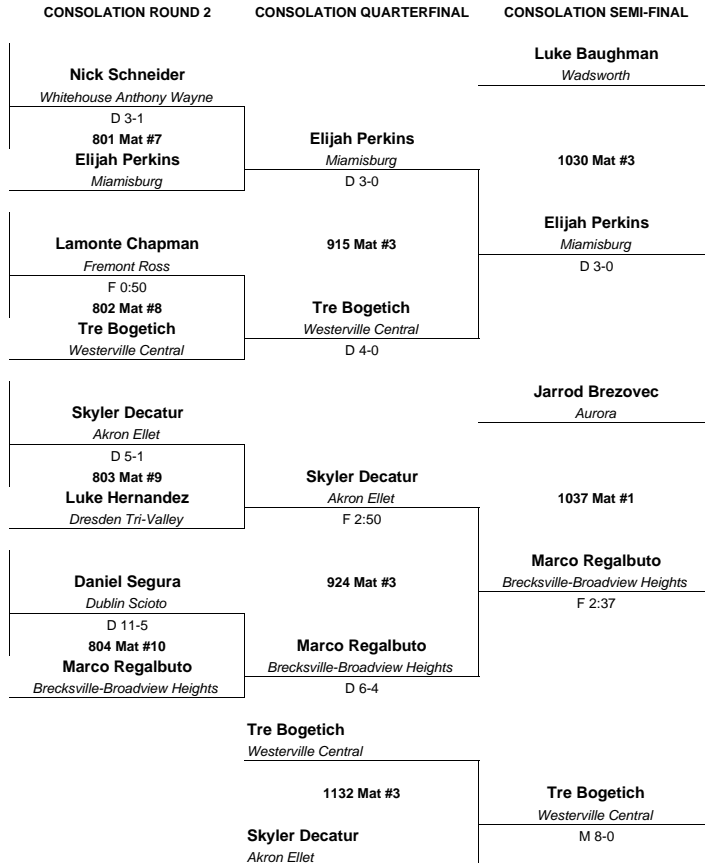 CONSOLATION ROUND 2 CONSOLATION QUARTERFINAL CONSOLATION SEMI-FINAL
Luke Baughman
Wadsworth
Nick Schneider
Whitehouse Anthony Wayne
D 3-1
801 Mat #7
Elijah Perkins
Miamisburg
Elijah Perkins
Miamisburg
D 3-0
1030 Mat #3
Elijah Perkins
Miamisburg
D 3-0
Lamonte Chapman
Fremont Ross
F 0:50
802 Mat #8
Tre Bogetich
Westerville Central
915 Mat #3
Tre Bogetich
Westerville Central
D 4-0
Jarrod Brezovec
Aurora
Skyler Decatur
Akron Ellet
D 5-1
803 Mat #9
Luke Hernandez
Dresden Tri-Valley
Skyler Decatur
Akron Ellet
F 2:50
1037 Mat #1
Marco Regalbuto
Brecksville-Broadview Heights
F 2:37
Daniel Segura
Dublin Scioto
D 11-5
804 Mat #10
Marco Regalbuto
Brecksville-Broadview Heights
924 Mat #3
Marco Regalbuto
Brecksville-Broadview Heights
D 6-4
Tre Bogetich
Westerville Central
1132 Mat #3
Tre Bogetich
Westerville Central
M 8-0
Skyler Decatur
Akron Ellet